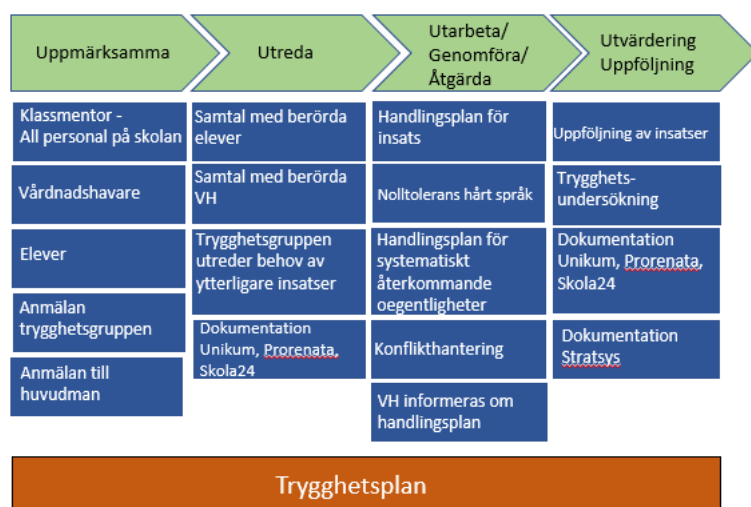 Uppmärksamma
Utreda
Utarbeta/
Genomföra/
Åtgärda
Utvärdering
Uppföljning
Klassmentor -
All personal på skolan
Vårdnadshavare
Elever
Anmälan
trygghetsgruppen
Anmälan till
huvudman
Samtal med berörda
elever
Samtal med berörda
VH
Trygghetsgruppen
utreder behov av
ytterligare insatser
Dokumentation
Unikum, Prorenata,
Skola24
Handlingsplan för
insats
Nolltolerans hårt språk
Handlingsplan för
systematiskt
återkommande
oegentligheter
Konflikthantering
VH informeras om
handlingsplan
Uppföljning av insatser
Trygghets-
undersökning
Dokumentation
Unikum, Prorenata,
Skola24
Dokumentation
Stratsys
Trygghetsplan